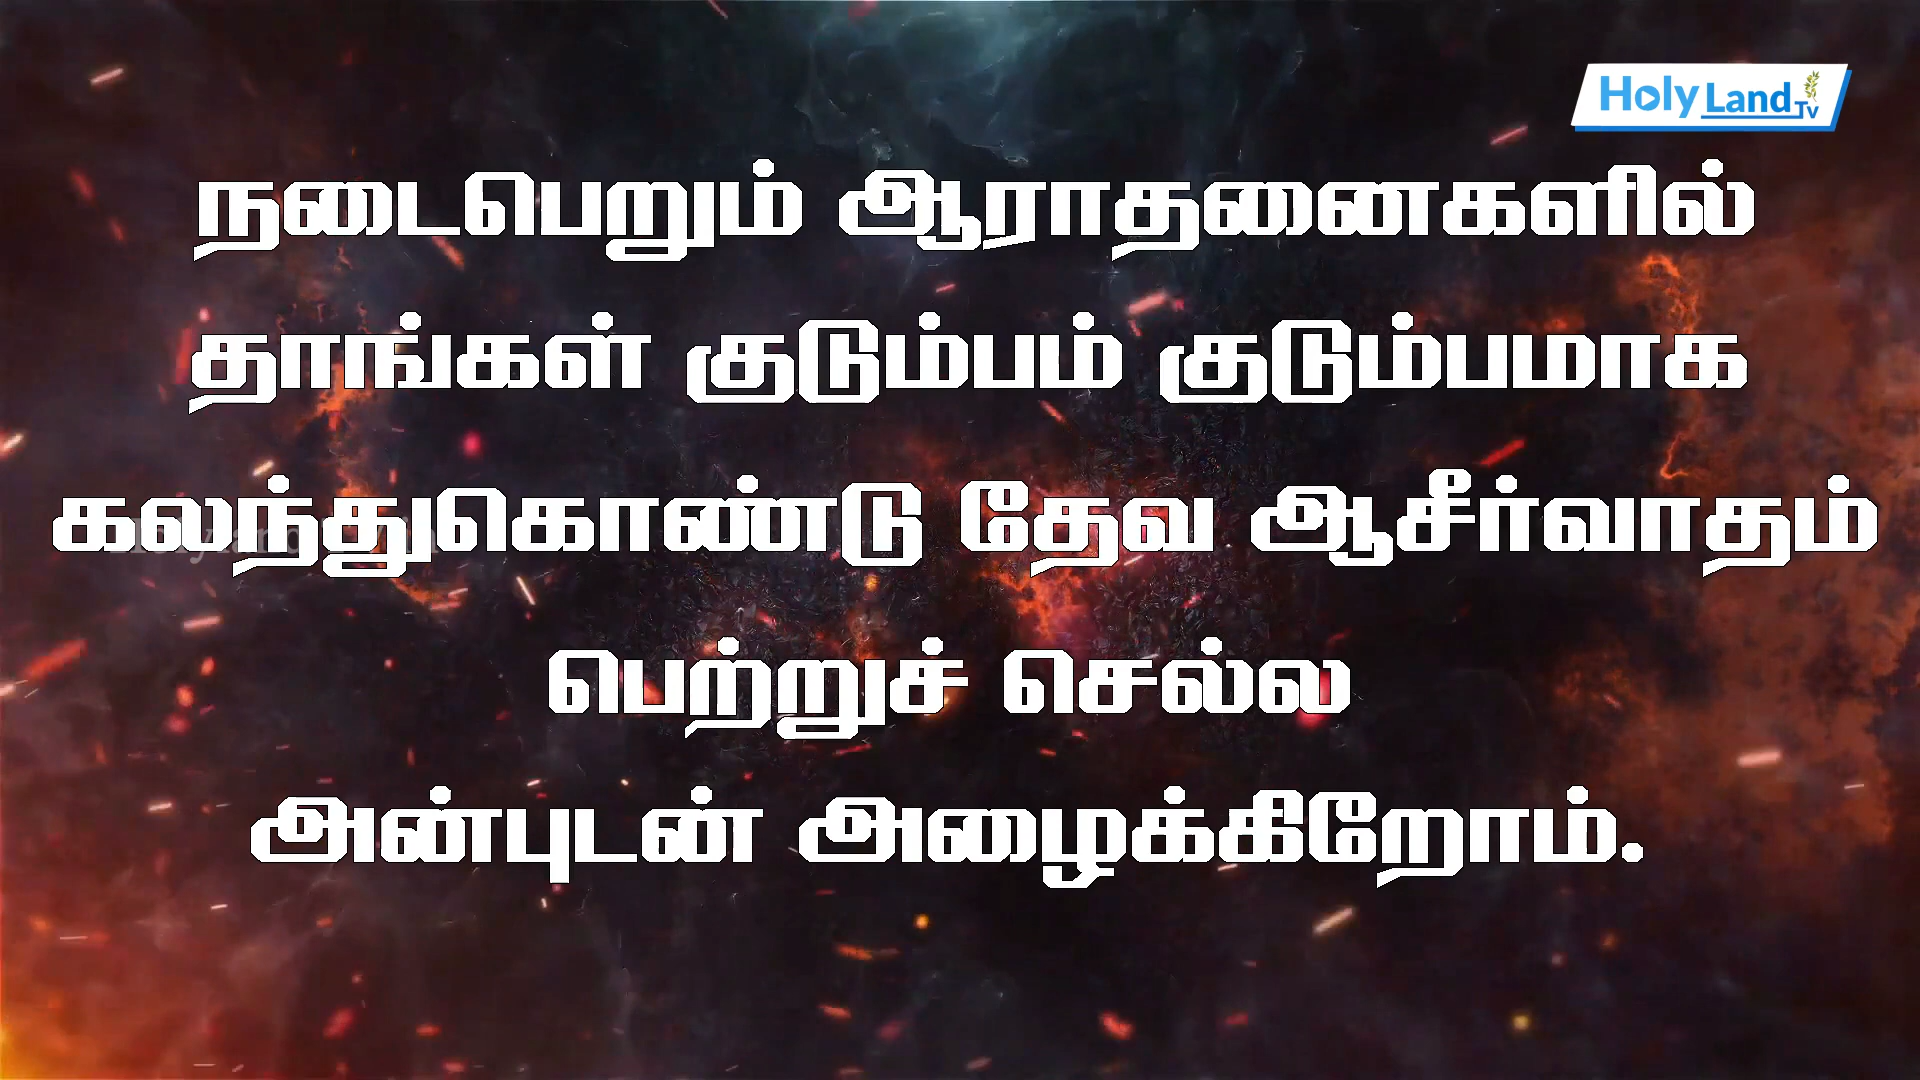 Holy Land Tv
நடைபெறும் ஆராதனைகளில்
தாங்கள் குடும்பம் குடும்பமாக
கலந்துகொண்டு தேவ ஆசீர்வாதம்
பெற்றுச் செல்ல
அன்புடன் அழைக்கிறோம்.